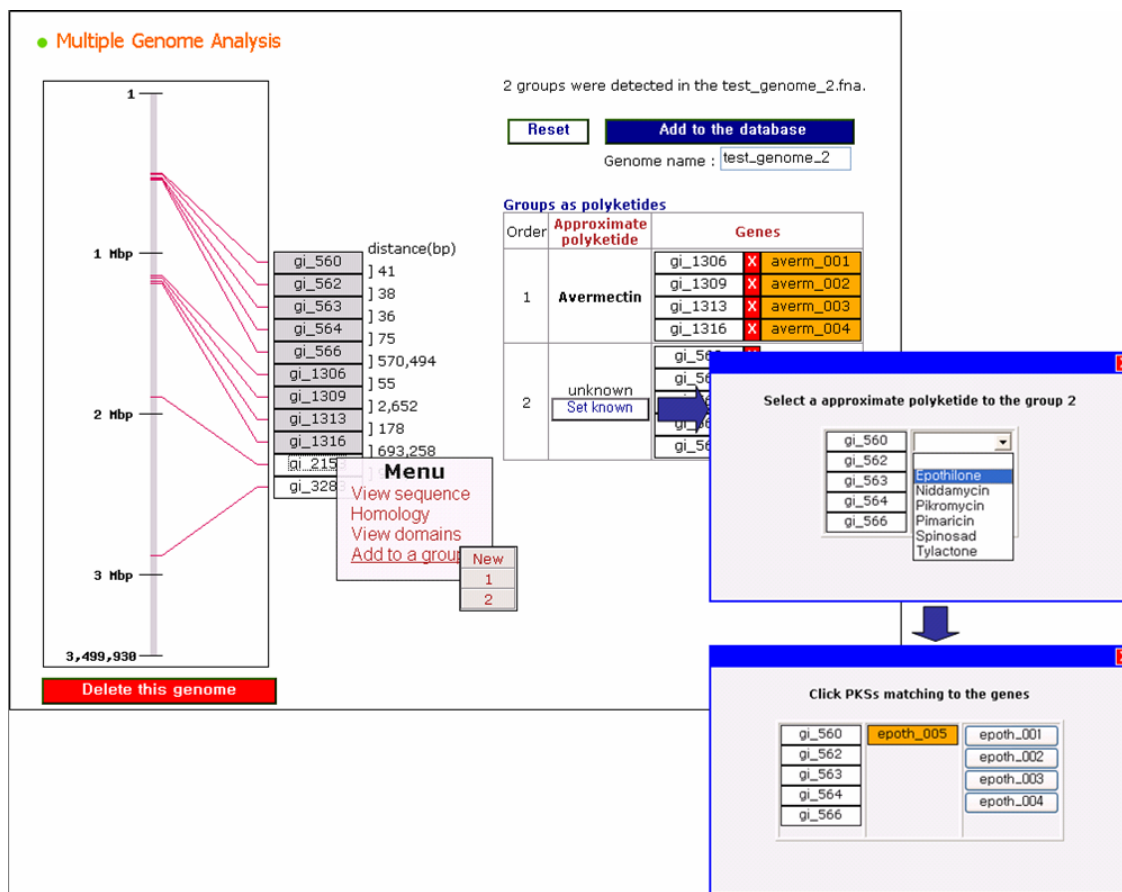 Multiple Genome Analysis
1
1 Mbp
2 Mbp
3 Mbp
3,499,930
distance(bp)
gi_560
] 41
gi_562
] 38
gi_563
] 36
gi_564
] 75
gi_566
] 570,494
gi_1306
] 55
gi_1309
] 2,652
gi_1313
] 178
gi_1316
] 693,258
gi_2153
gi_3283
Menu
View sequence
Homology
View domains
Add to a group
New
1
2
Delete this genome
2 groups were detected in the test_genome_2.fna.
Reset
Add to the database
Genome name : test_genome_2
Groups as polyketides
Order
Approximate
polyketide
Genes
1
Avermectin
gi_1306 X averm_001
gi_1309 X averm_002
gi_1313 X averm_003
gi_1316 X averm_004
2
unknown
Set known
Select a approximate polyketide to the group 2
gi_560
gi_562
gi_563
gi_564
gi_566
Epothilone
Niddamycin
Pikromycin
Pimaricin
Spinosad
Tylactone
Click PKSs matching to the genes
gi_560 epoth_005 epoth_001
gi_562 epoth_002
gi_563 epoth_003
gi_564 epoth_004
gi_566